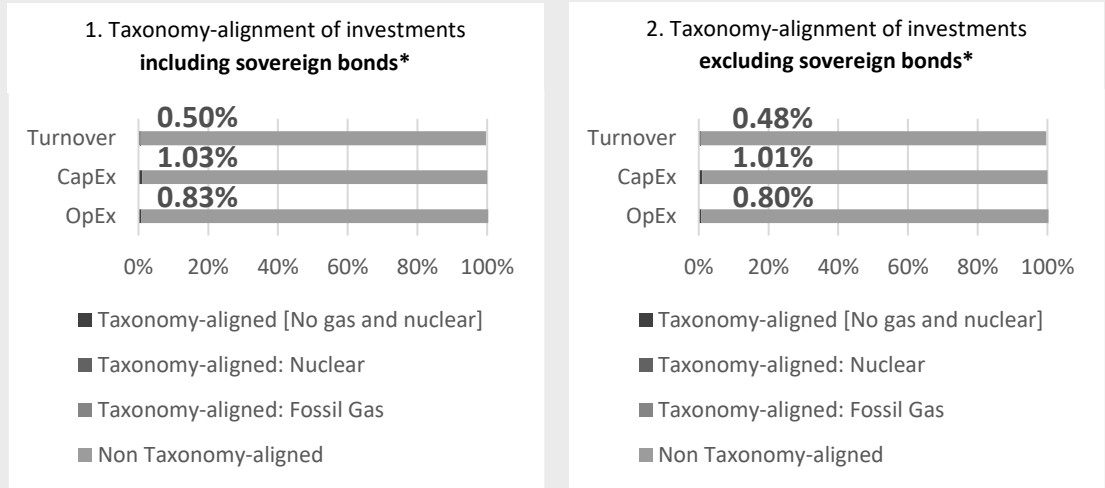 1. Taxonomy-alignment of investments
including sovereign bonds*
0.50%
Turnover
1.03%
CapEx
0.83%
OpEx
0% 20% 40% 60% 80% 100%
Taxonomy-aligned [No gas and nuclear]
Taxonomy-aligned: Nuclear
Taxonomy-aligned: Fossil Gas
Non Taxonomy-aligned
2. Taxonomy-alignment of investments
excluding sovereign bonds*
0.48%
Turnover
1.01%
CapEx
0.80%
OpEx
0% 20% 40% 60% 80% 100%
Taxonomy-aligned [No gas and nuclear]
Taxonomy-aligned: Nuclear
Taxonomy-aligned: Fossil Gas
Non Taxonomy-aligned